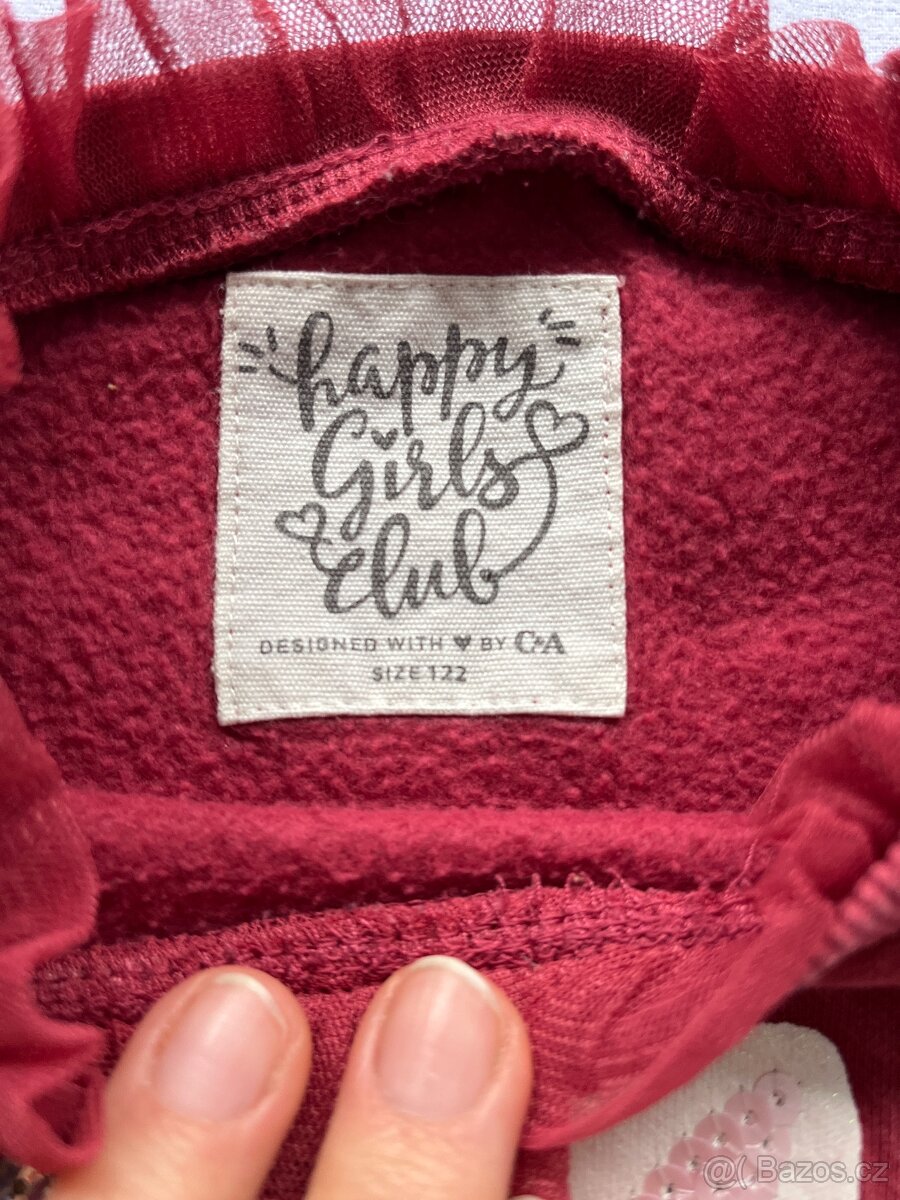 happy
Girls
Club
DESIGNED WITH ♥ BY C&A
SIZE 122
@( Bazos.cz